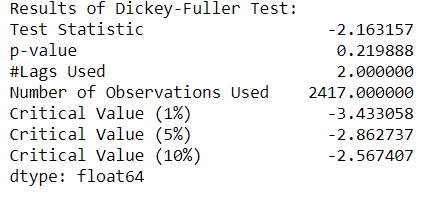 Results of Dickey-Fuller Test:
Test Statistic -2.163157
p-value 0.219888
#Lags Used 2.000000
Number of Observations Used 2417.000000
Critical Value (1%) -3.433058
Critical Value (5%) -2.862737
Critical Value (10%) -2.567407
dtype: float64